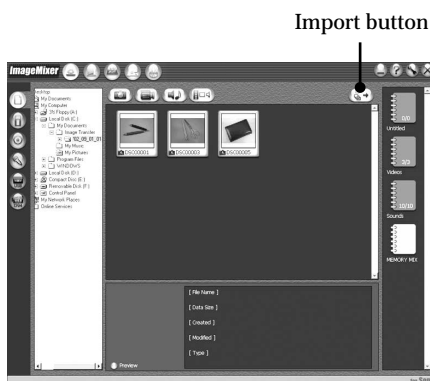 Import button
ImageMixer
Desktop
My Documents
My Computer
3½ Floppy (A:)
Local Disk (C:)
My Documents
Image Transfer
My Music
My Pictures
Program Files
WINDOWS
Local Disk (D:)
Compact Disc (E:)
Removable Disk (F:)
Control Panel
My Network Places
Online Services
DSC00001
DSC00003
DSC00005
0/0
Untitled
3/3
Videos
10/10
Sounds
MEMORY MIX
[ File Name ]
[ Data Size ]
[ Created ]
[ Modified ]
[ Type ]
Preview
for Sony